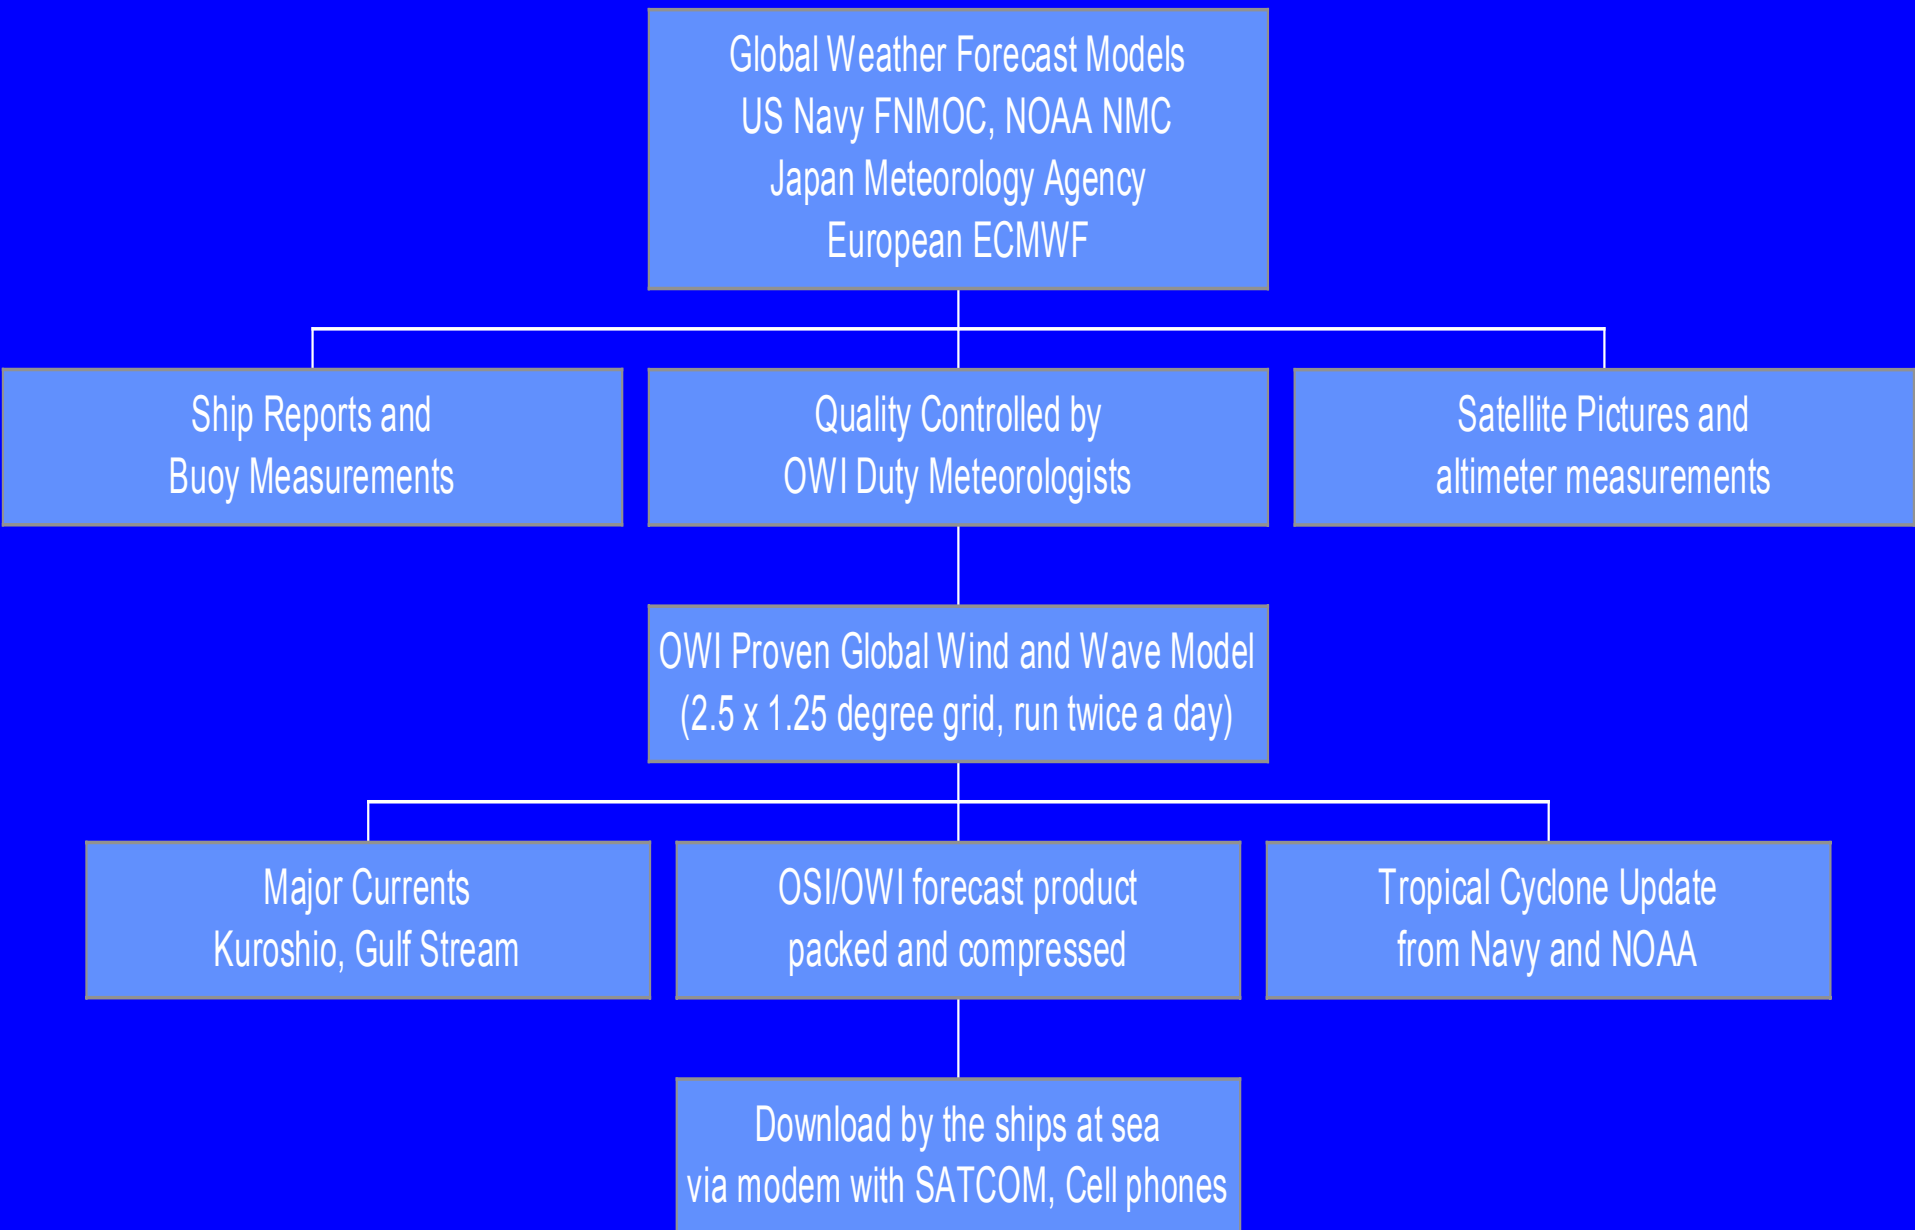 Global Weather Forecast Models
US Navy FNMOC, NOAA NMC
Japan Meteorology Agency
European ECMWF
Ship Reports and
Buoy Measurements
Quality Controlled by
OWI Duty Meteorologists
Satellite Pictures and
altimeter measurements
OWI Proven Global Wind and Wave Model
(2.5 x 1.25 degree grid, run twice a day)
Major Currents
Kuroshio, Gulf Stream
OSI/OWI forecast product
packed and compressed
Tropical Cyclone Update
from Navy and NOAA
Download by the ships at sea
via modem with SATCOM, Cell phones